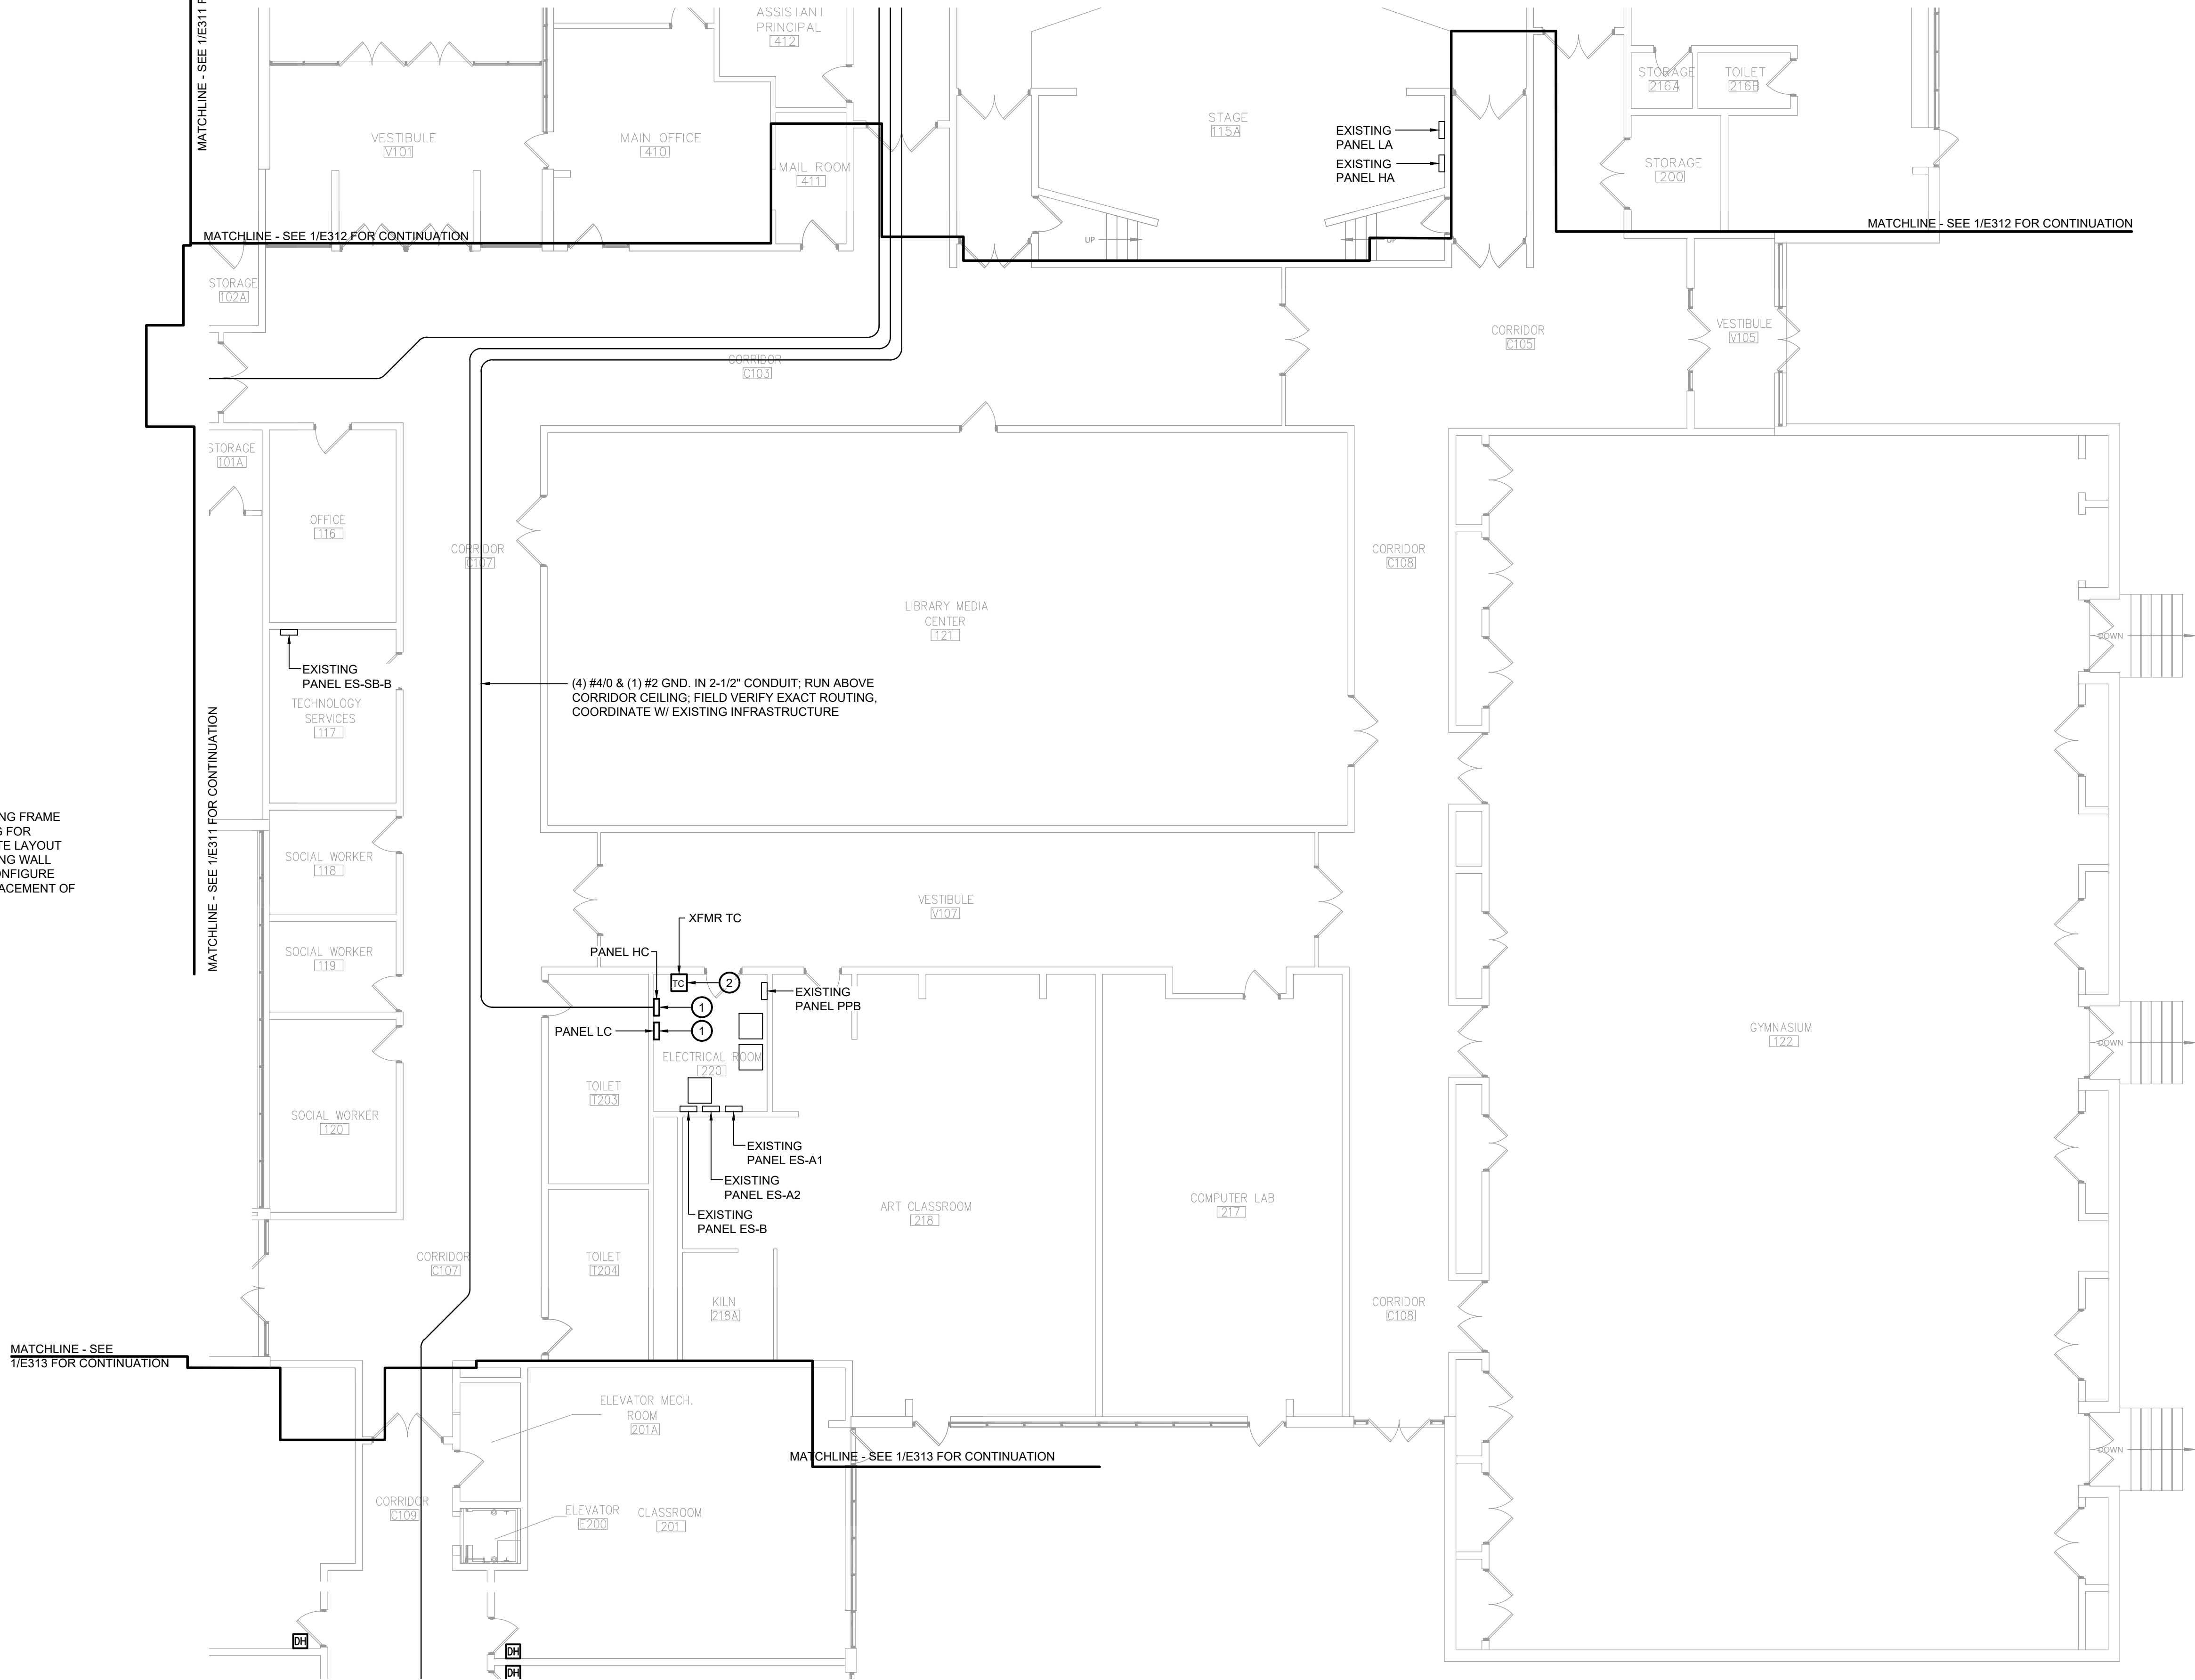 MATCHLINE - SEE 1/E311 F
ASSISTANT
PRINCIPAL
412
VESTIBULE
V101
MAIN OFFICE
410
MAIL ROOM
411
STAGE
115A
EXISTING
PANEL LA
EXISTING
PANEL HA
STORAGE
216A
TOILET
216B
STORAGE
200
UP
UP
MATCHLINE - SEE 1/E312 FOR CONTINUATION
MATCHLINE - SEE 1/E312 FOR CONTINUATION
STORAGE
102A
CORRIDOR
C103
CORRIDOR
C105
VESTIBULE
V105
STORAGE
101A
OFFICE
116
CORRIDOR
C107
CORRIDOR
C108
LIBRARY MEDIA
CENTER
121
DOWN
EXISTING
PANEL ES-SB-B
TECHNOLOGY
SERVICES
117
(4) #4/0 & (1) #2 GND. IN 2-1/2" CONDUIT; RUN ABOVE
CORRIDOR CEILING; FIELD VERIFY EXACT ROUTING,
COORDINATE W/ EXISTING INFRASTRUCTURE
MATCHLINE - SEE 1/E311 FOR CONTINUATION
NG FRAME
G FOR
TE LAYOUT
NG WALL
ONFIGURE
ACEMENT OF
SOCIAL WORKER
118
VESTIBULE
V107
SOCIAL WORKER
119
XFMR TC
PANEL HC
TC
2
1
EXISTING
PANEL PPB
PANEL LC
1
ELECTRICAL ROOM
220
GYMNASIUM
122
DOWN
TOILET
T203
SOCIAL WORKER
120
EXISTING
PANEL ES-A1
EXISTING
PANEL ES-A2
EXISTING
PANEL ES-B
ART CLASSROOM
218
COMPUTER LAB
217
CORRIDOR
C107
TOILET
T204
KILN
218A
CORRIDOR
C108
MATCHLINE - SEE
1/E313 FOR CONTINUATION
ELEVATOR MECH.
ROOM
201A
MATCHLINE - SEE 1/E313 FOR CONTINUATION
DOWN
CORRIDOR
C109
ELEVATOR
E200
CLASSROOM
201
DH
DH
DH